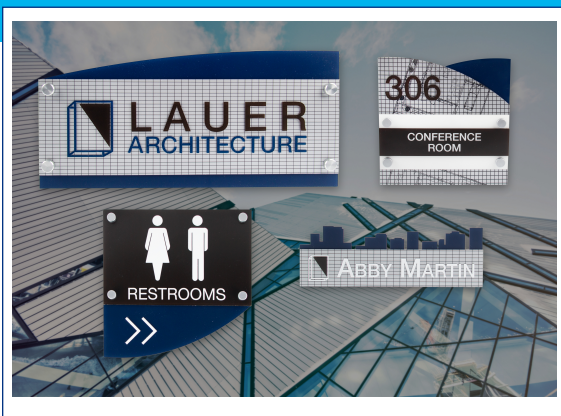 LAUER
ARCHITECTURE
306
CONFERENCE
ROOM
RESTROOMS
ABBY MARTIN